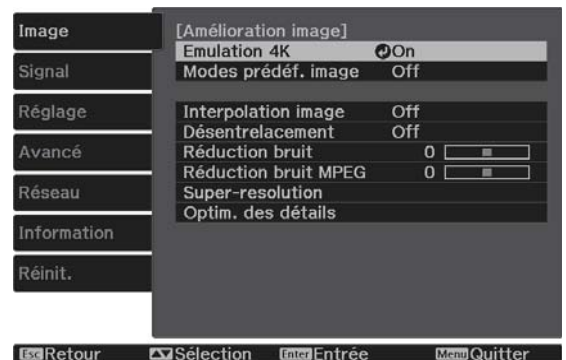 Image
Signal
Réglage
Avancé
Réseau
Information
Réinit.
[Amélioration image]
Emulation 4K On
Modes prédéf. image Off
Interpolation image Off
Désentrelacement Off
Réduction bruit 0
Réduction bruit MPEG 0
Super-resolution
Optim. des détails
Esc Retour Sélection Enter Entrée Menu Quitter